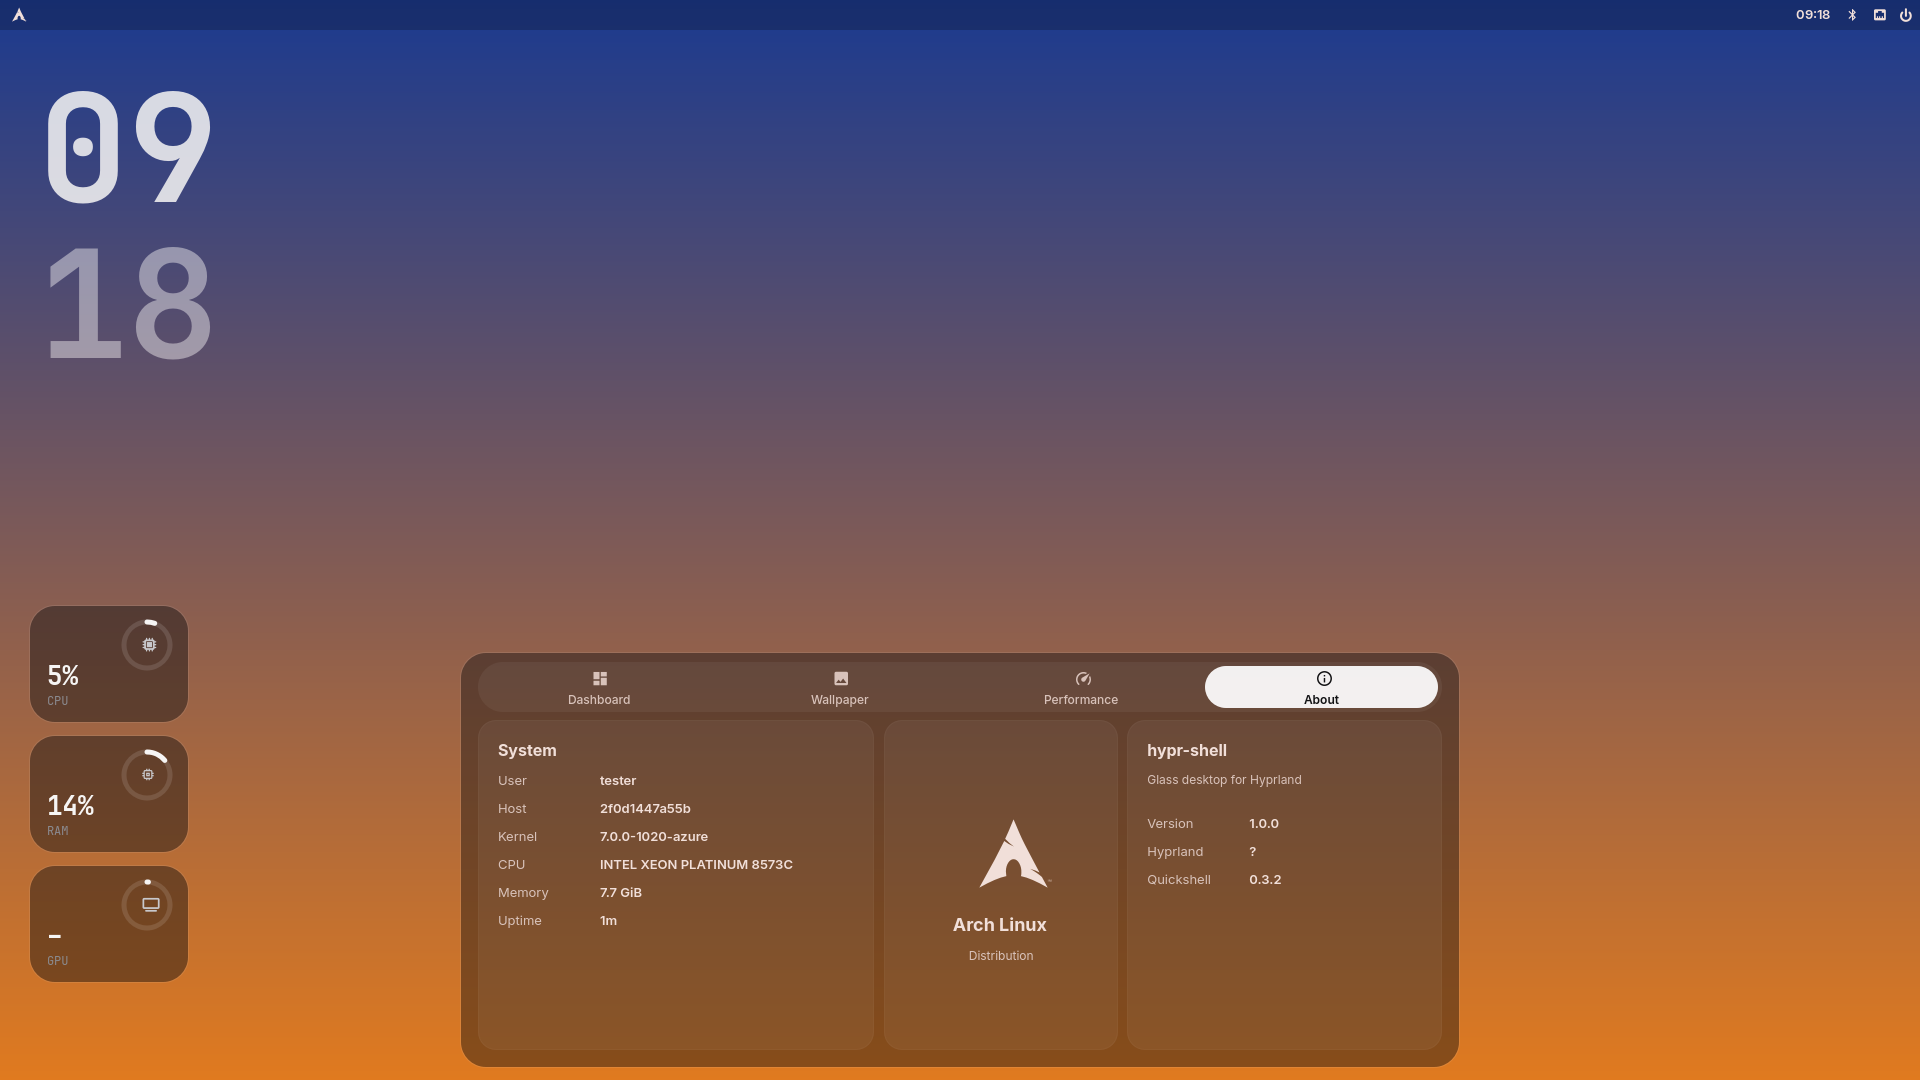 09:18
09
18
5%
CPU
14%
RAM
–
GPU
Dashboard
Wallpaper
Performance
About
System
User tester
Host 2f0d1447a55b
Kernel 7.0.0-1020-azure
CPU INTEL XEON PLATINUM 8573C
Memory 7.7 GiB
Uptime 1m
Arch Linux
Distribution
hypr-shell
Glass desktop for Hyprland
Version 1.0.0
Hyprland ?
Quickshell 0.3.2